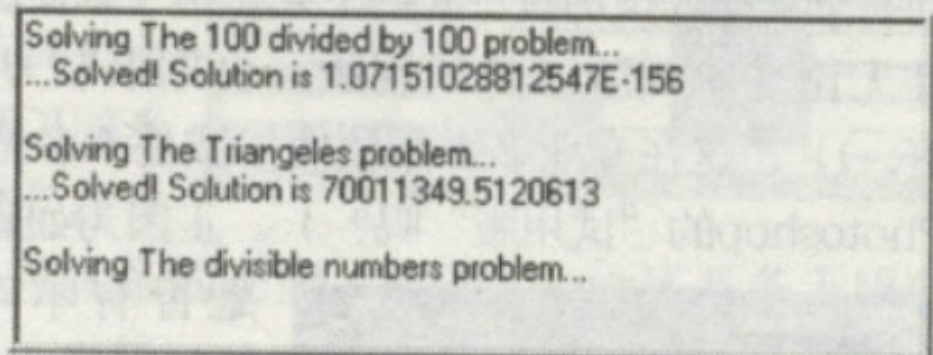 Solving The 100 divided by 100 problem...
...Solved! Solution is 1.07151028812547E-156
Solving The Triangeles problem...
...Solved! Solution is 70011349.5120613
Solving The divisible numbers problem...